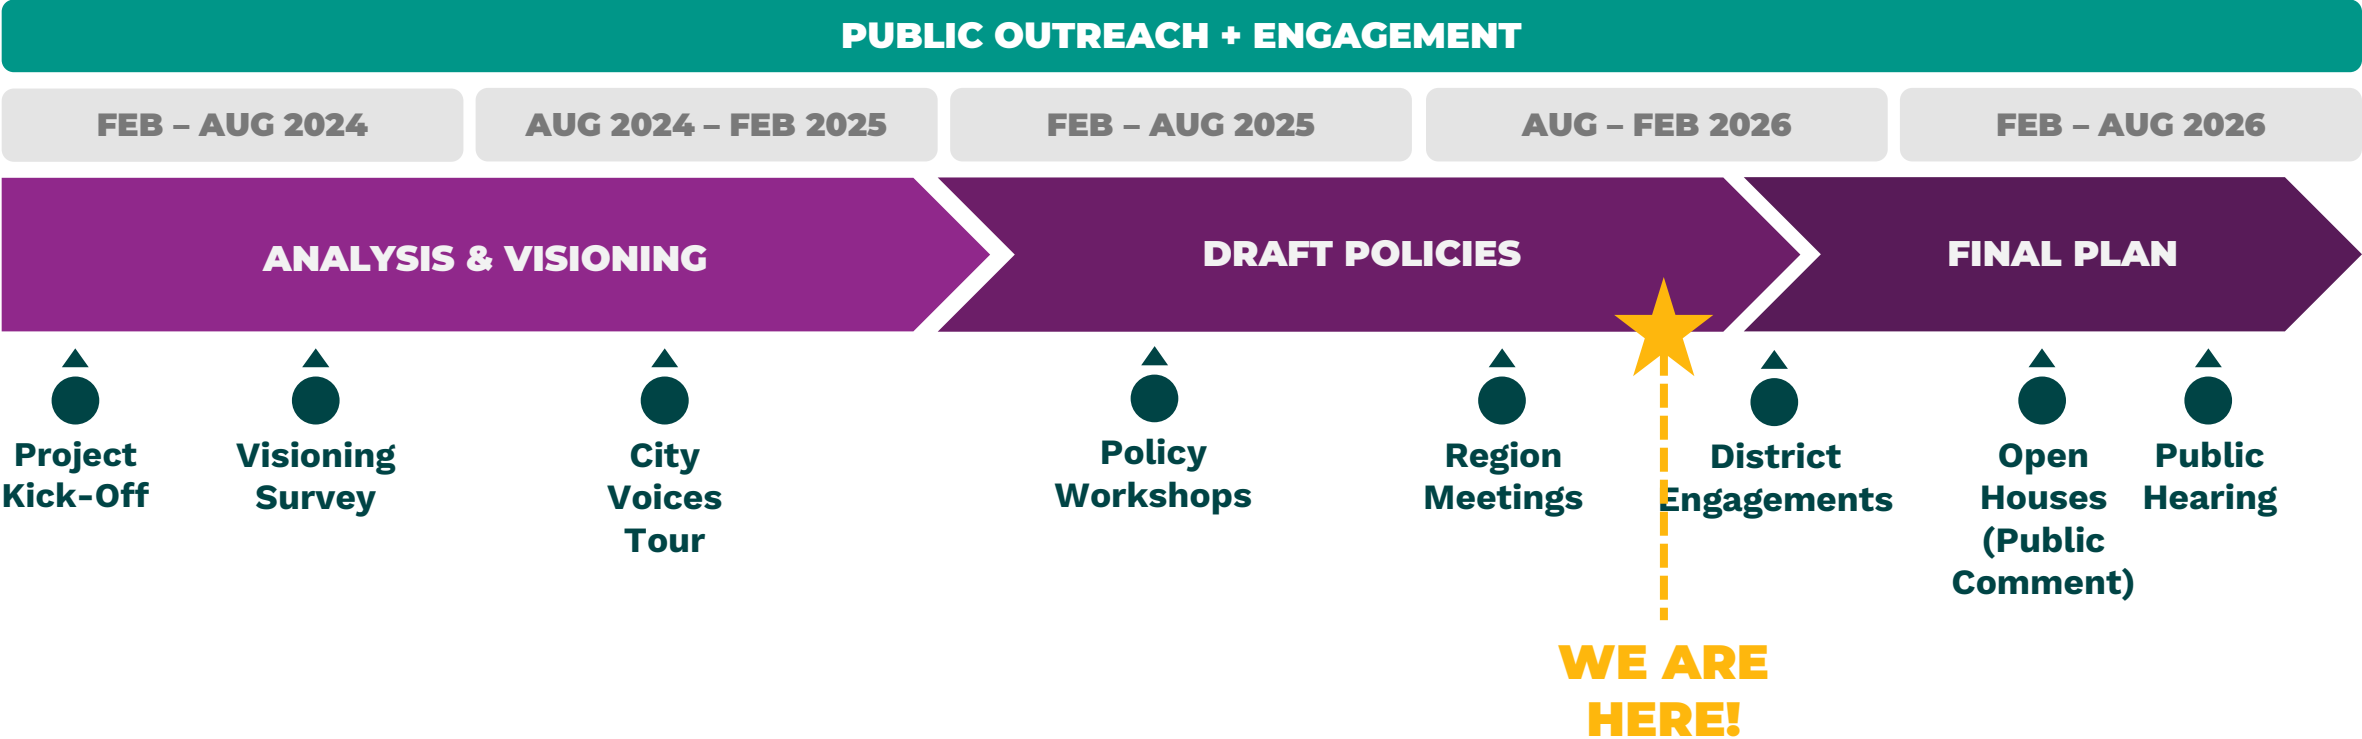 PUBLIC OUTREACH + ENGAGEMENT
FEB – AUG 2024
AUG 2024 – FEB 2025
FEB – AUG 2025
AUG – FEB 2026
FEB – AUG 2026
ANALYSIS & VISIONING
DRAFT POLICIES
FINAL PLAN
Project
Kick-Off
Visioning
Survey
City
Voices
Tour
Policy
Workshops
Region
Meetings
District
Engagements
Open
Houses
(Public
Comment)
Public
Hearing
WE ARE
HERE!